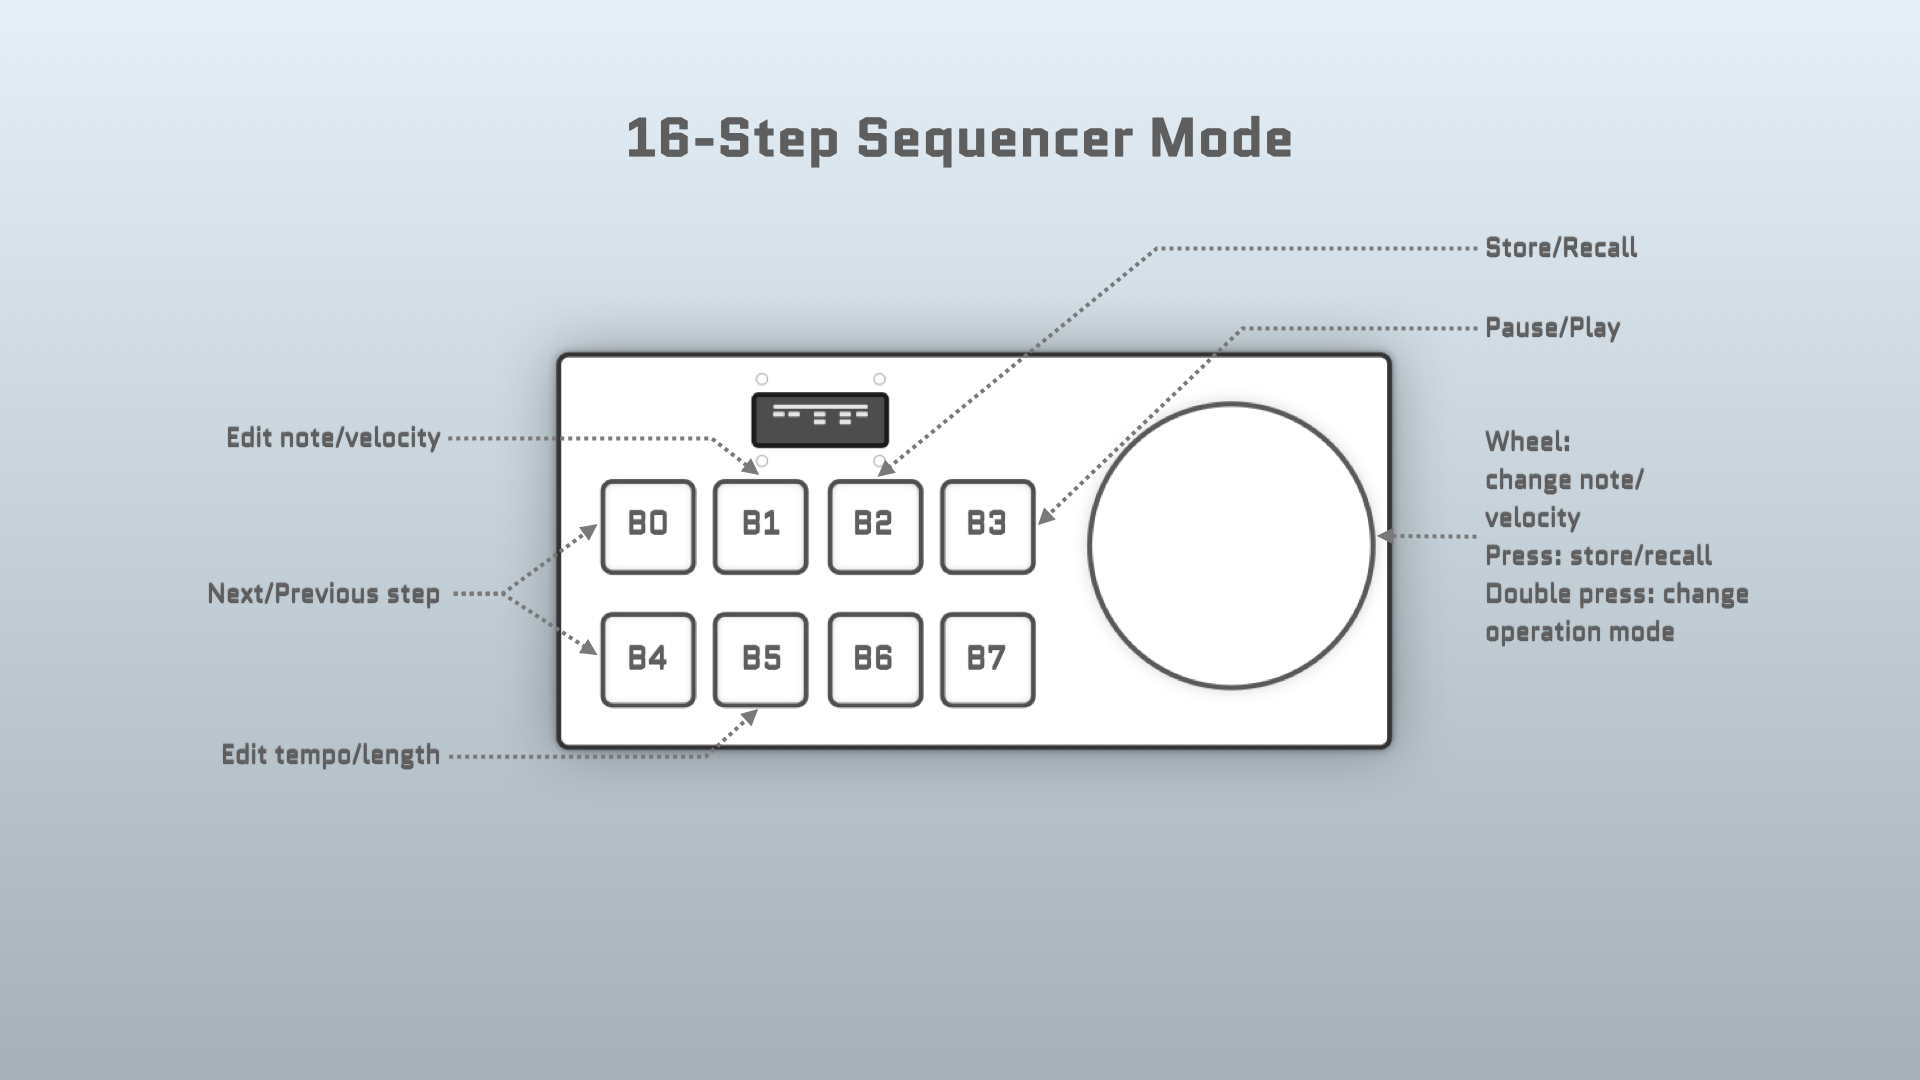 16-Step Sequencer Mode
Store/Recall
Pause/Play
Edit note/velocity
Wheel:
change note/
velocity
Press: store/recall
Double press: change
operation mode
B0 B1 B2 B3
Next/Previous step
B4 B5 B6 B7
Edit tempo/length